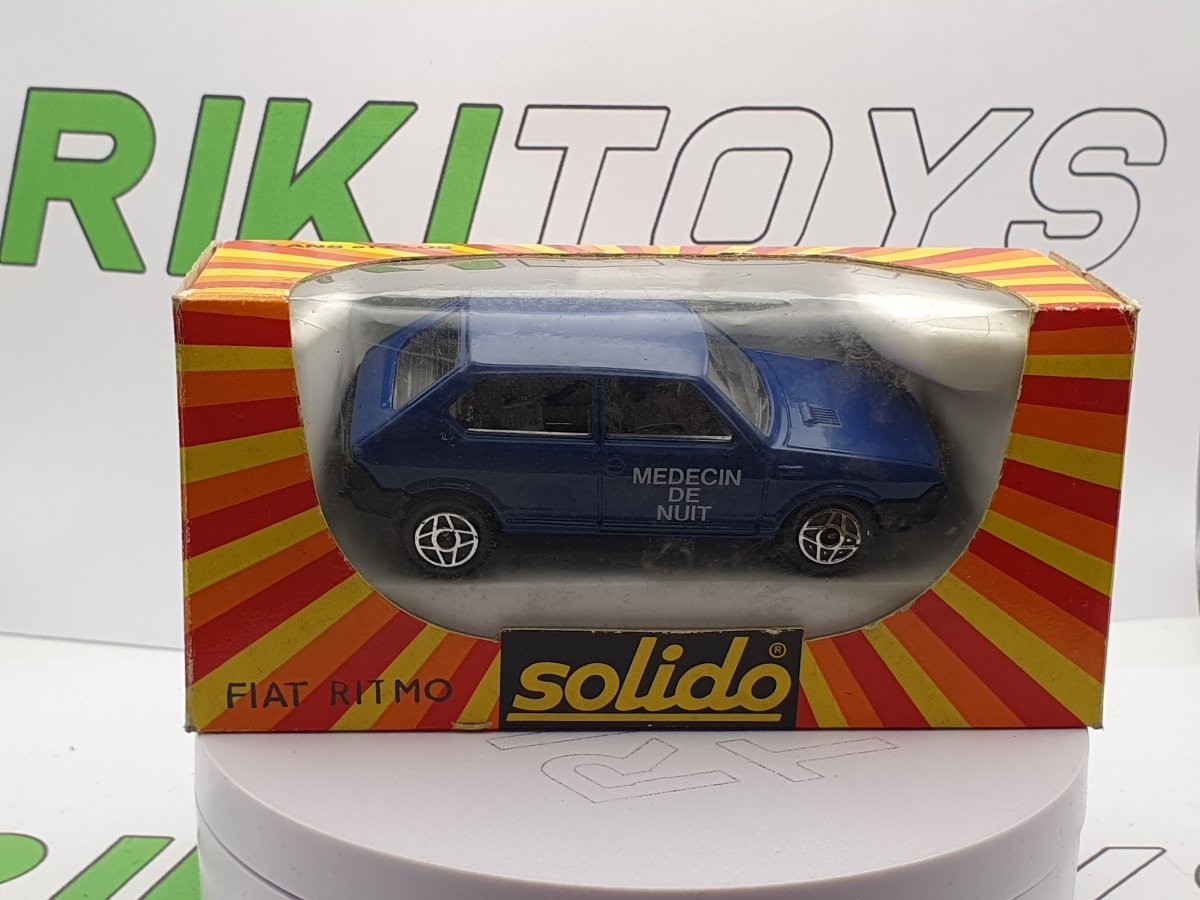 RIKITOYS
MEDECIN
DE
NUIT
FIAT RITMO
solido®